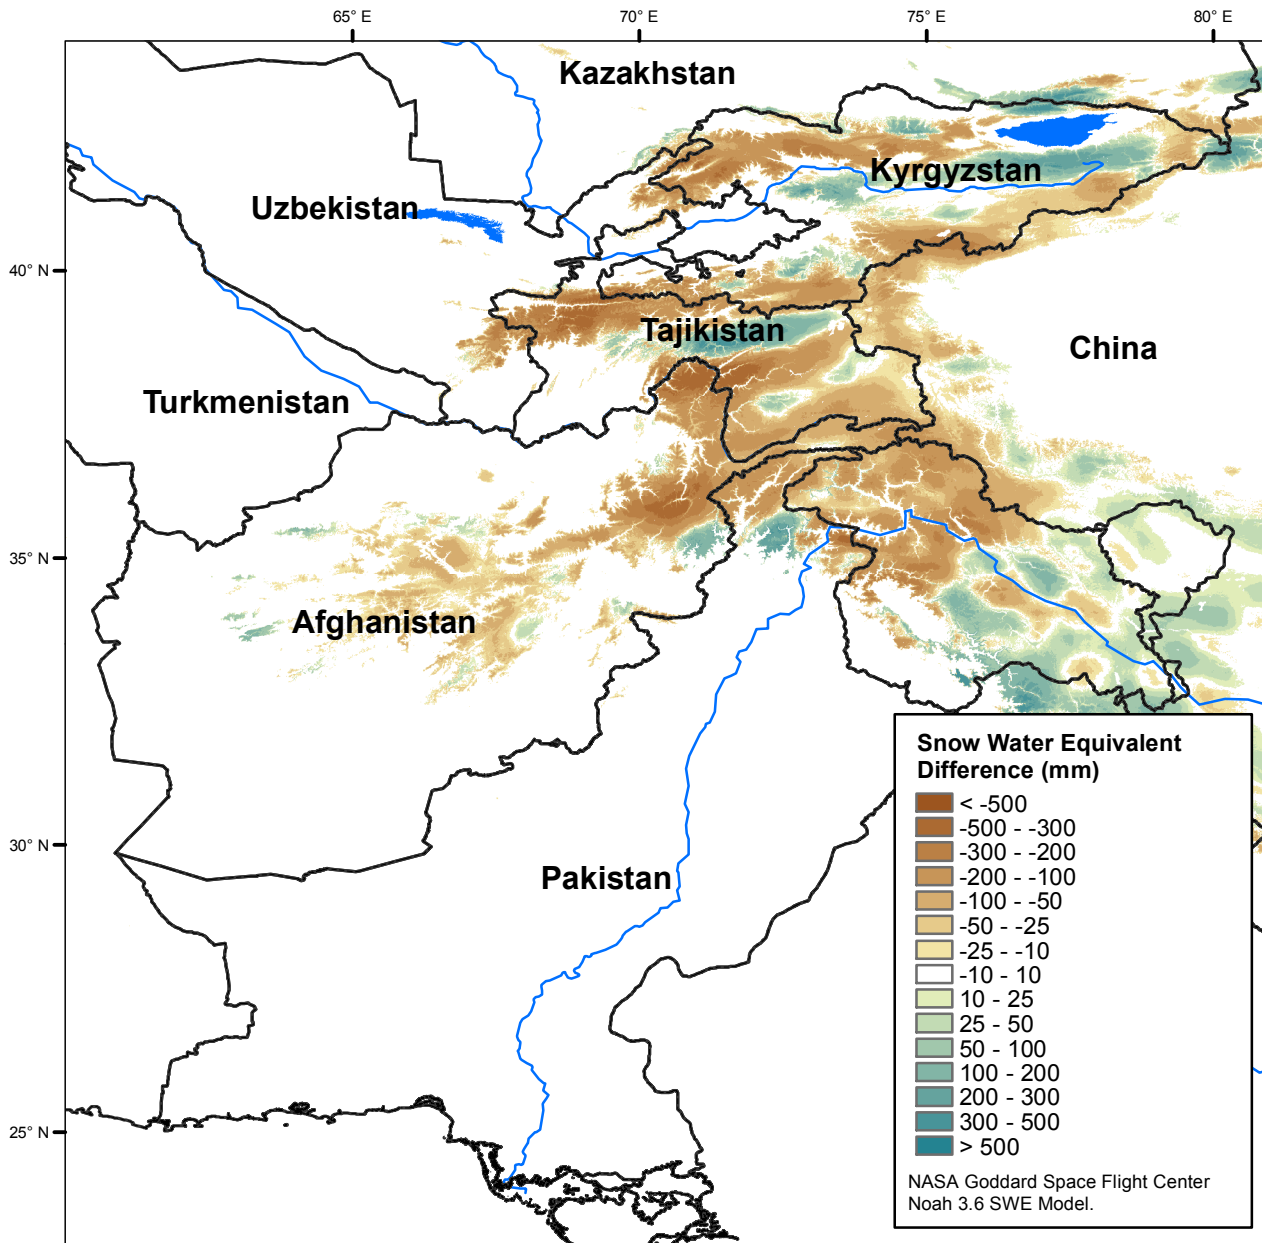 65° E
70° E
75° E
80° E
Kazakhstan
Kyrgyzstan
Uzbekistan
40° N
Tajikistan
China
Turkmenistan
35° N
Afghanistan
Snow Water Equivalent
Difference (mm)
< -500
-500 - -300
-300 - -200
-200 - -100
-100 - -50
-50 - -25
-25 - -10
-10 - 10
10 - 25
25 - 50
50 - 100
100 - 200
200 - 300
300 - 500
> 500
NASA Goddard Space Flight Center
Noah 3.6 SWE Model.
30° N
Pakistan
25° N